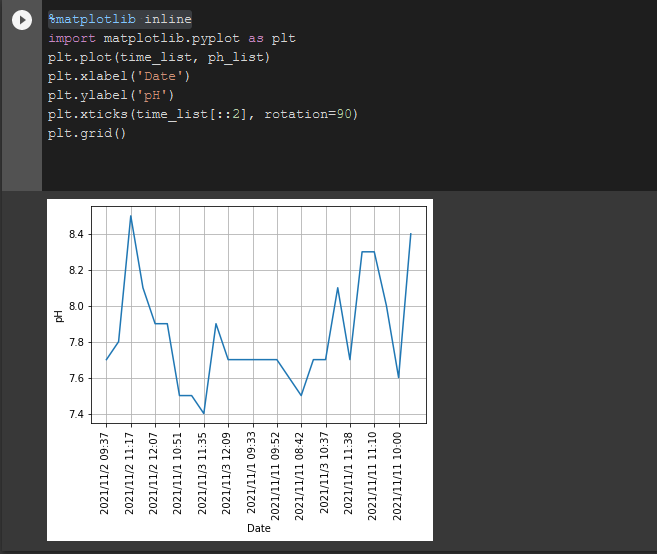 %matplotlib inline
import matplotlib.pyplot as plt
plt.plot(time_list, ph_list)
plt.xlabel('Date')
plt.ylabel('pH')
plt.xticks(time_list[::2], rotation=90)
plt.grid()
8.4
8.2
8.0
7.8
7.6
7.4
pH
2021/11/2 09:37
2021/11/2 11:17
2021/11/2 12:07
2021/11/1 10:51
2021/11/3 11:35
2021/11/3 12:09
2021/11/1 09:33
2021/11/11 09:52
2021/11/11 08:42
2021/11/3 10:37
2021/11/1 11:38
2021/11/11 11:10
2021/11/11 10:00
Date